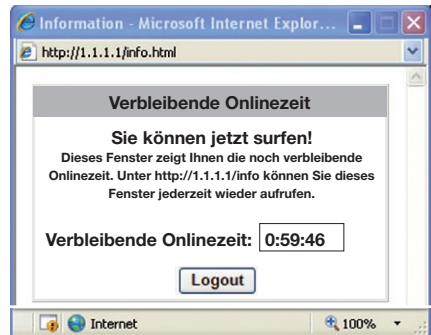 Information - Microsoft Internet Explor...
http://1.1.1.1/info.html
Verbleibende Onlinezeit
Sie können jetzt surfen!
Dieses Fenster zeigt Ihnen die noch verbleibende
Onlinezeit. Unter http://1.1.1.1/info können Sie dieses
Fenster jederzeit wieder aufrufen.
Verbleibende Onlinezeit: 0:59:46
Logout
Internet 100%